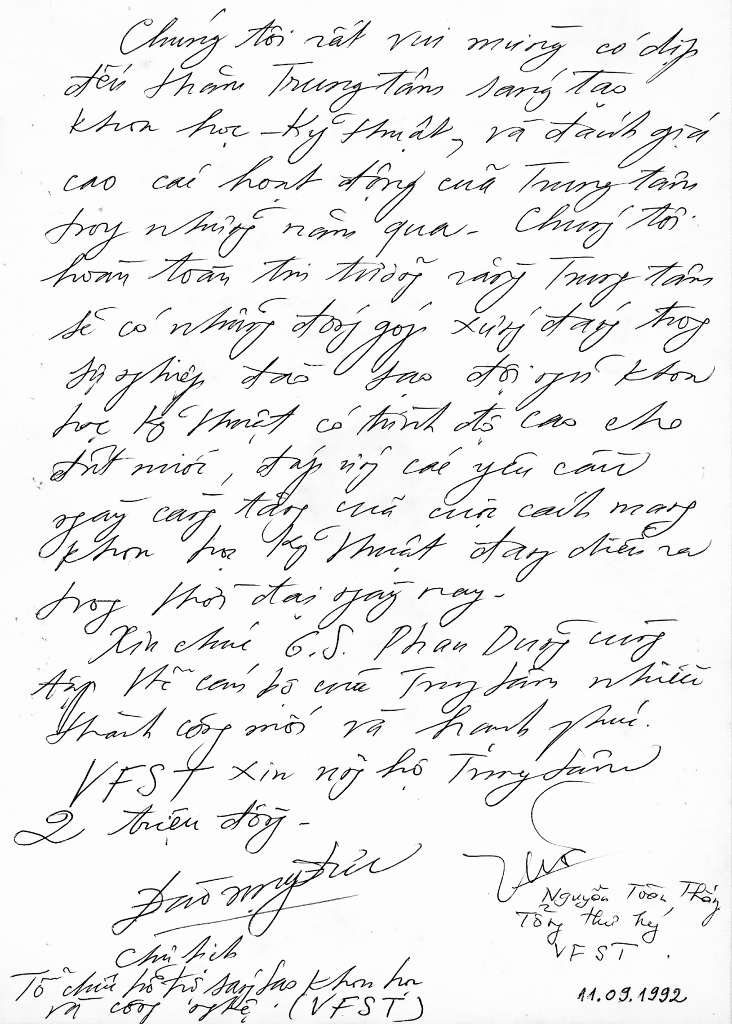 Chúng tôi rất vui mừng có dịp
đến thăm Trung tâm sáng tạo
khoa học - Kỹ thuật, và đánh giá
cao các hoạt động của Trung tâm
trong những năm qua. Chúng tôi
hoàn toàn tin tưởng rằng Trung tâm
sẽ có những đóng góp xứng đáng trong
sự nghiệp đào tạo đội ngũ khoa
học kỹ thuật có trình độ cao cho
đất nước, đáp ứng các yêu cầu
ngày càng tăng của cuộc cách mạng
khoa học kỹ thuật đang diễn ra
trong thời đại ngày nay.
Xin chúc G.S. Phan Dũng cùng
tập thể cán bộ của Trung tâm nhiều
thành công mới và hạnh phúc.
VFST xin ủng hộ Trung tâm
2 triệu đồng -
Nguyễn Toàn Thắng
Tổng thư ký
VFST.
Chủ tịch
Tổ chức hỗ trợ sáng tạo khoa học
và công nghệ. (VFST)
11.09.1992